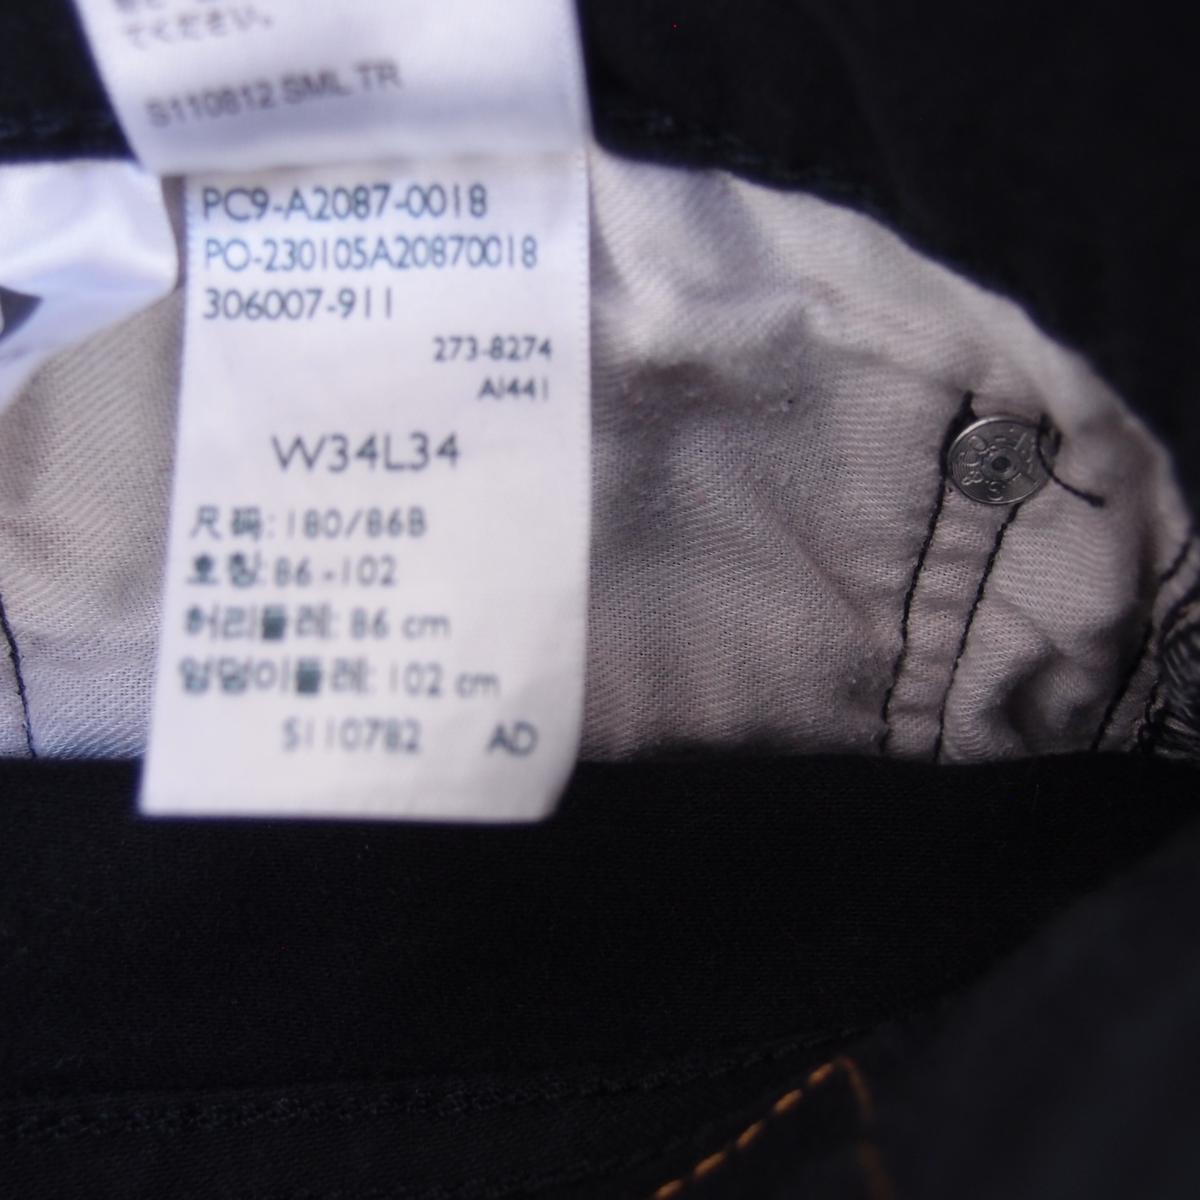 てください。
S110812 SML TR
PC9-A2087-0018
PO-230105A20870018
306007-911
273-8274
A1441
W34L34
尺码: 180/86B
호칭: 86-102
허리둘레: 86 cm
엉덩이둘레: 102 cm
S110782 AD